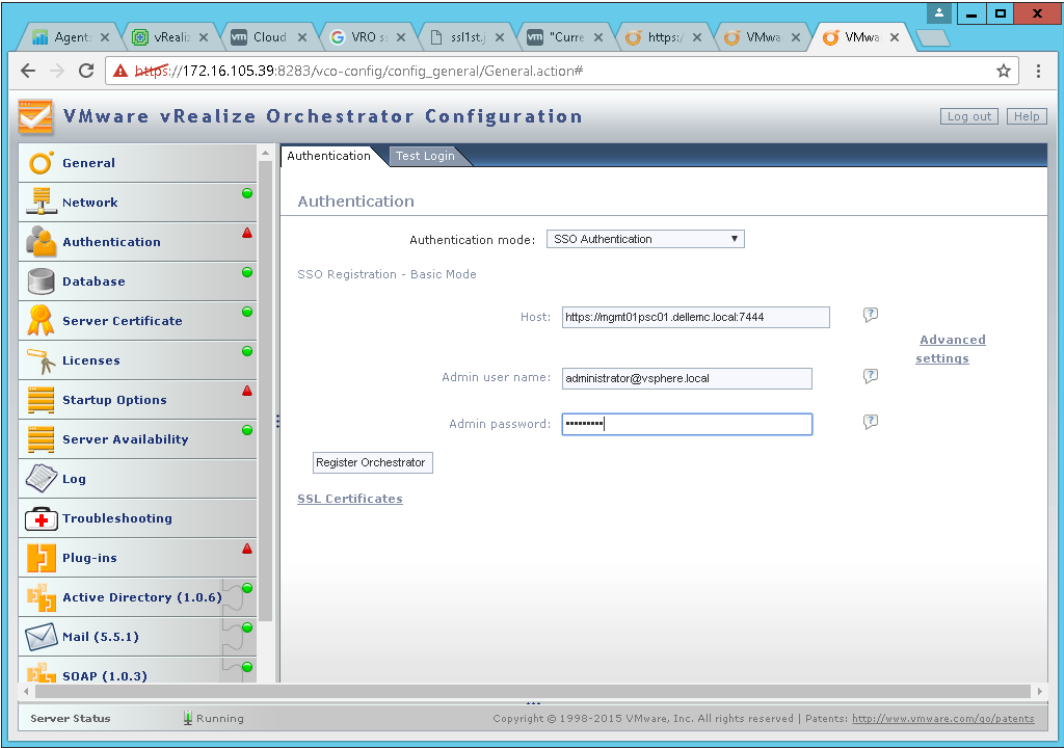 Agent:
vRealiz
Cloud
VRO s:
ssl1st.j
"Curre
https:/
VMwa
VMwa
https://172.16.105.39:8283/vco-config/config_general/General.action#
VMware vRealize Orchestrator Configuration
Log out
Help
General
Network
Authentication
Database
Server Certificate
Licenses
Startup Options
Server Availability
Log
Troubleshooting
Plug-ins
Active Directory (1.0.6)
Mail (5.5.1)
SOAP (1.0.3)
Authentication
Test Login
Authentication
Authentication mode: SSO Authentication
SSO Registration - Basic Mode
Host: https://mgmt01psc01.dellemc.local:7444
Advanced
settings
Admin user name: administrator@vsphere.local
Admin password: •••••••••
Register Orchestrator
SSL Certificates
Server Status
Running
Copyright © 1998-2015 VMware, Inc. All rights reserved | Patents: http://www.vmware.com/go/patents